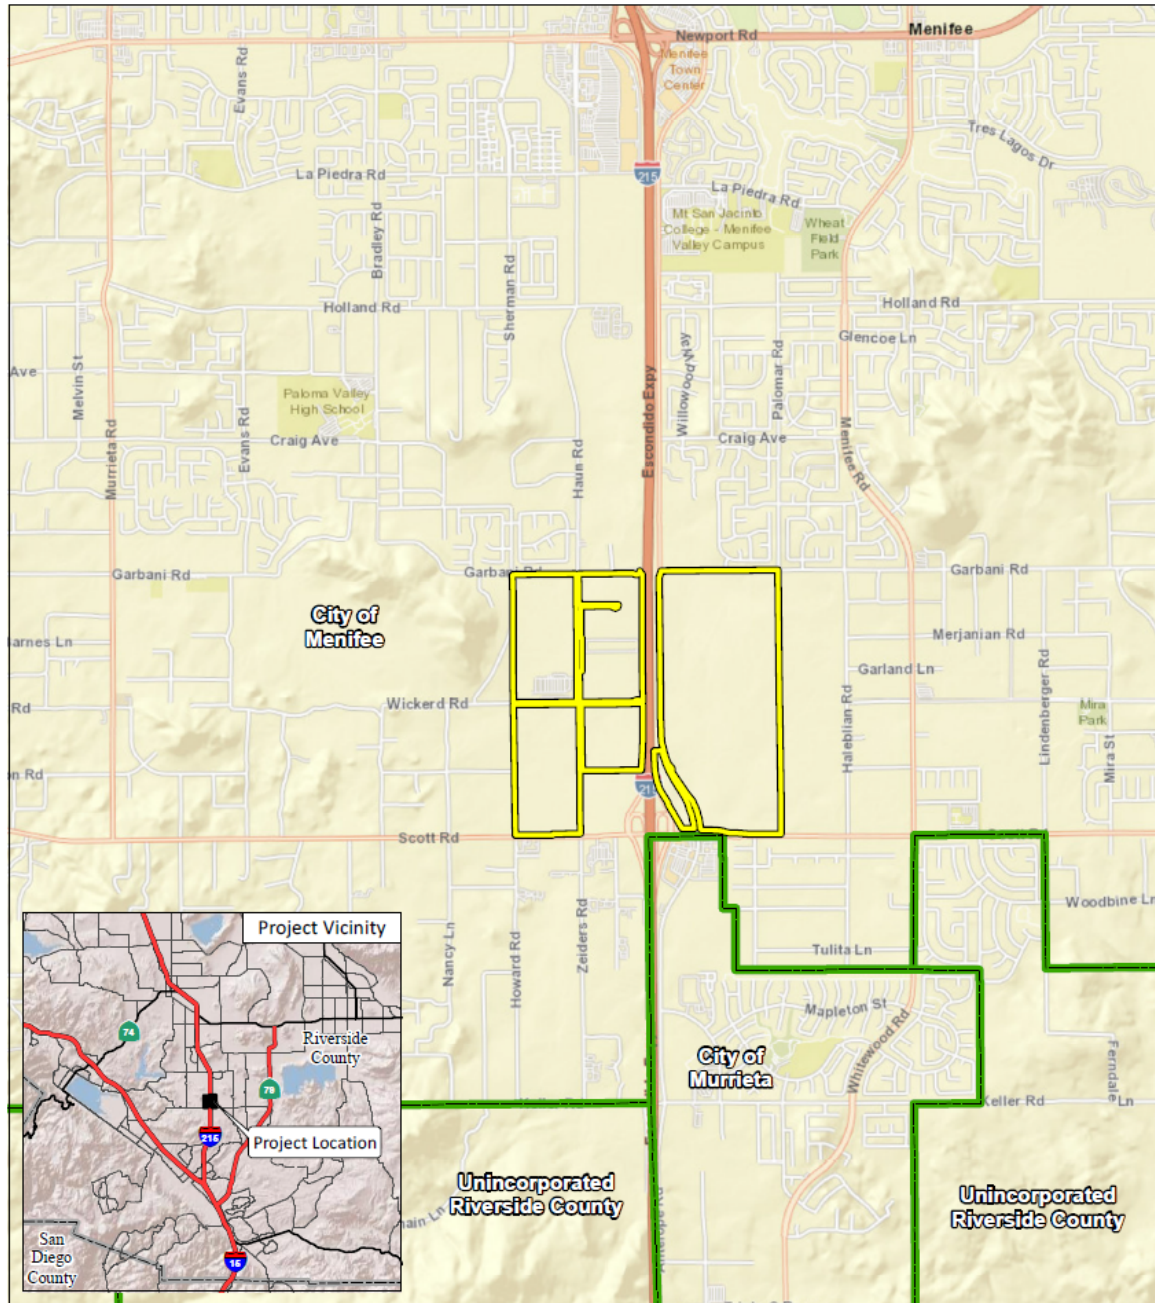 Menifee
Newport Rd
Menifee
Town
Center
Evans Rd
Tres Lagos Dr
La Piedra Rd
215
La Piedra Rd
Mt San Jacinto
College - Menifee
Valley Campus
Wheat
Field
Park
Bradley Rd
Sherman Rd
Holland Rd
Holland Rd
Glencoe Ln
Willowood Way
Palomar Rd
Ave
Melvin St
Paloma Valley
High School
Escondido Expy
Murrieta Rd
Evans Rd
Craig Ave
Haun Rd
Craig Ave
Menifee Rd
Garbani Rd
Garbani Rd
Garbani Rd
City of
Menifee
Merjanian Rd
Garland Ln
Lindenberger Rd
Haleblian Rd
Wickerd Rd
Rd
Mira
Park
Mira St
215
Scott Rd
Woodbine Ln
Nancy Ln
Howard Rd
Zeiders Rd
Tulita Ln
Mapleton St
Whitewood Rd
City of
Murrieta
Ferndale
Ln
Keller Rd
Unincorporated
Riverside County
Unincorporated
Riverside County
Project Vicinity
74
Riverside
County
79
215
Project Location
San
Diego
County
15